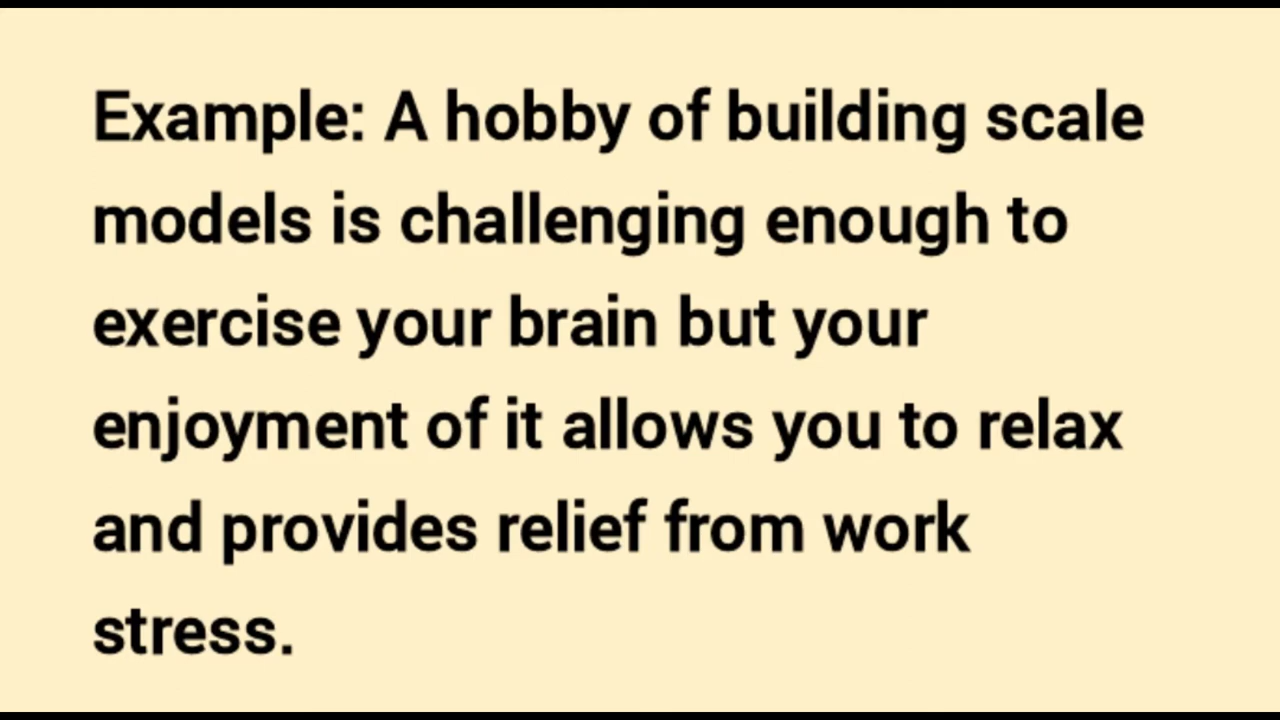 Example: A hobby of building scale
models is challenging enough to
exercise your brain but your
enjoyment of it allows you to relax
and provides relief from work
stress.